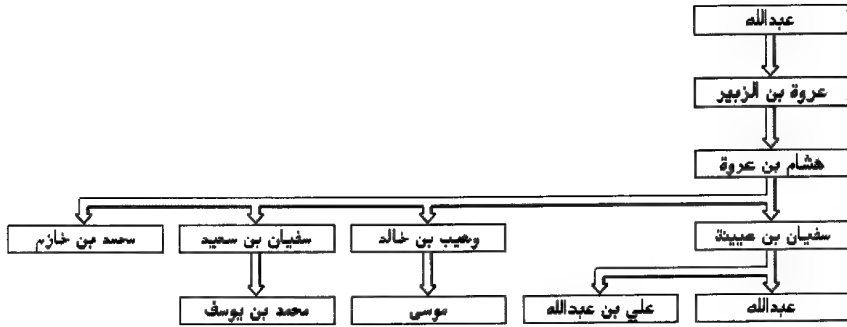 عبدالله
عروة بن الزبير
هشام بن عروة
سفيان بن عيينة
وهيب بن خالد
سفيان بن سعيد
محمد بن خازم
عبدالله
علي بن عبدالله
موسى
محمد بن يوسف